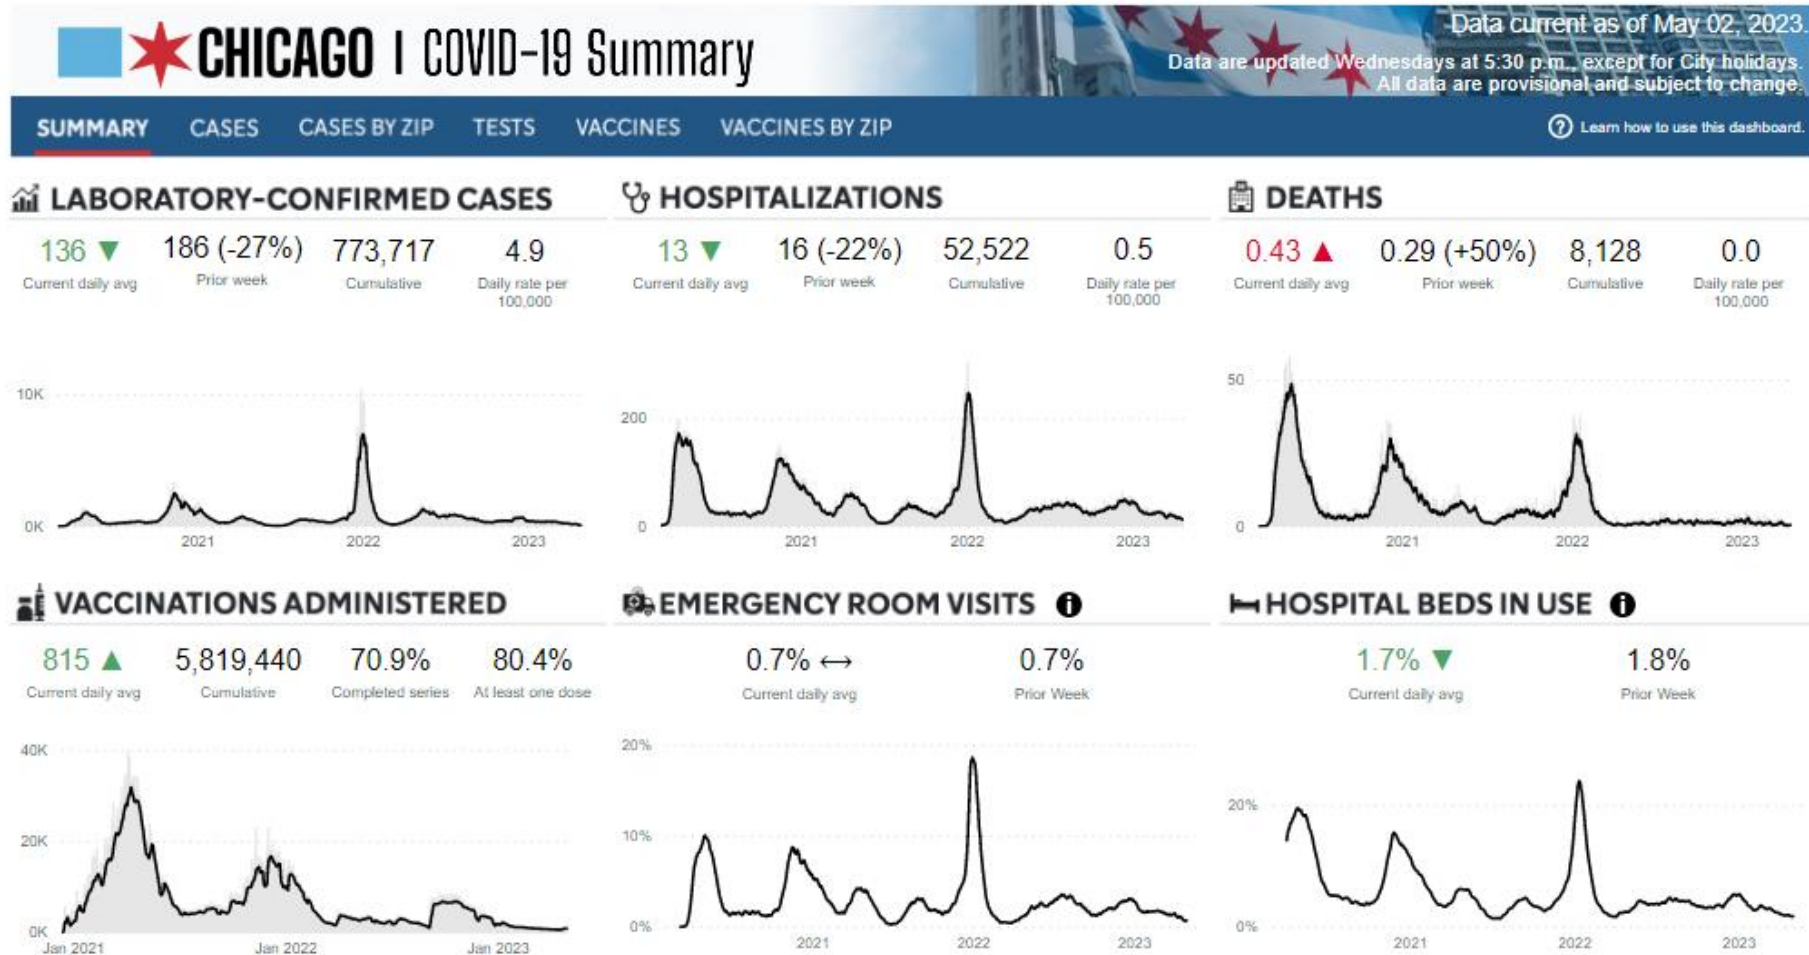 CHICAGO | COVID-19 Summary
Data current as of May 02, 2023.
Data are updated Wednesdays at 5:30 p.m., except for City holidays.
All data are provisional and subject to change.
SUMMARY CASES CASES BY ZIP TESTS VACCINES VACCINES BY ZIP
? Learn how to use this dashboard.
LABORATORY-CONFIRMED CASES
136 ▼ 186 (-27%) 773,717 4.9
Current daily avg Prior week Cumulative Daily rate per
100,000
10K
0K
2021 2022 2023
HOSPITALIZATIONS
13 ▼ 16 (-22%) 52,522 0.5
Current daily avg Prior week Cumulative Daily rate per
100,000
200
0
2021 2022 2023
DEATHS
0.43 ▲ 0.29 (+50%) 8,128 0.0
Current daily avg Prior week Cumulative Daily rate per
100,000
50
0
2021 2022 2023
VACCINATIONS ADMINISTERED
815 ▲ 5,819,440 70.9% 80.4%
Current daily avg Cumulative Completed series At least one dose
40K
20K
0K
Jan 2021 Jan 2022 Jan 2023
EMERGENCY ROOM VISITS i
0.7% ↔ 0.7%
Current daily avg Prior Week
20%
10%
0%
2021 2022 2023
HOSPITAL BEDS IN USE i
1.7% ▼ 1.8%
Current daily avg Prior Week
20%
0%
2021 2022 2023